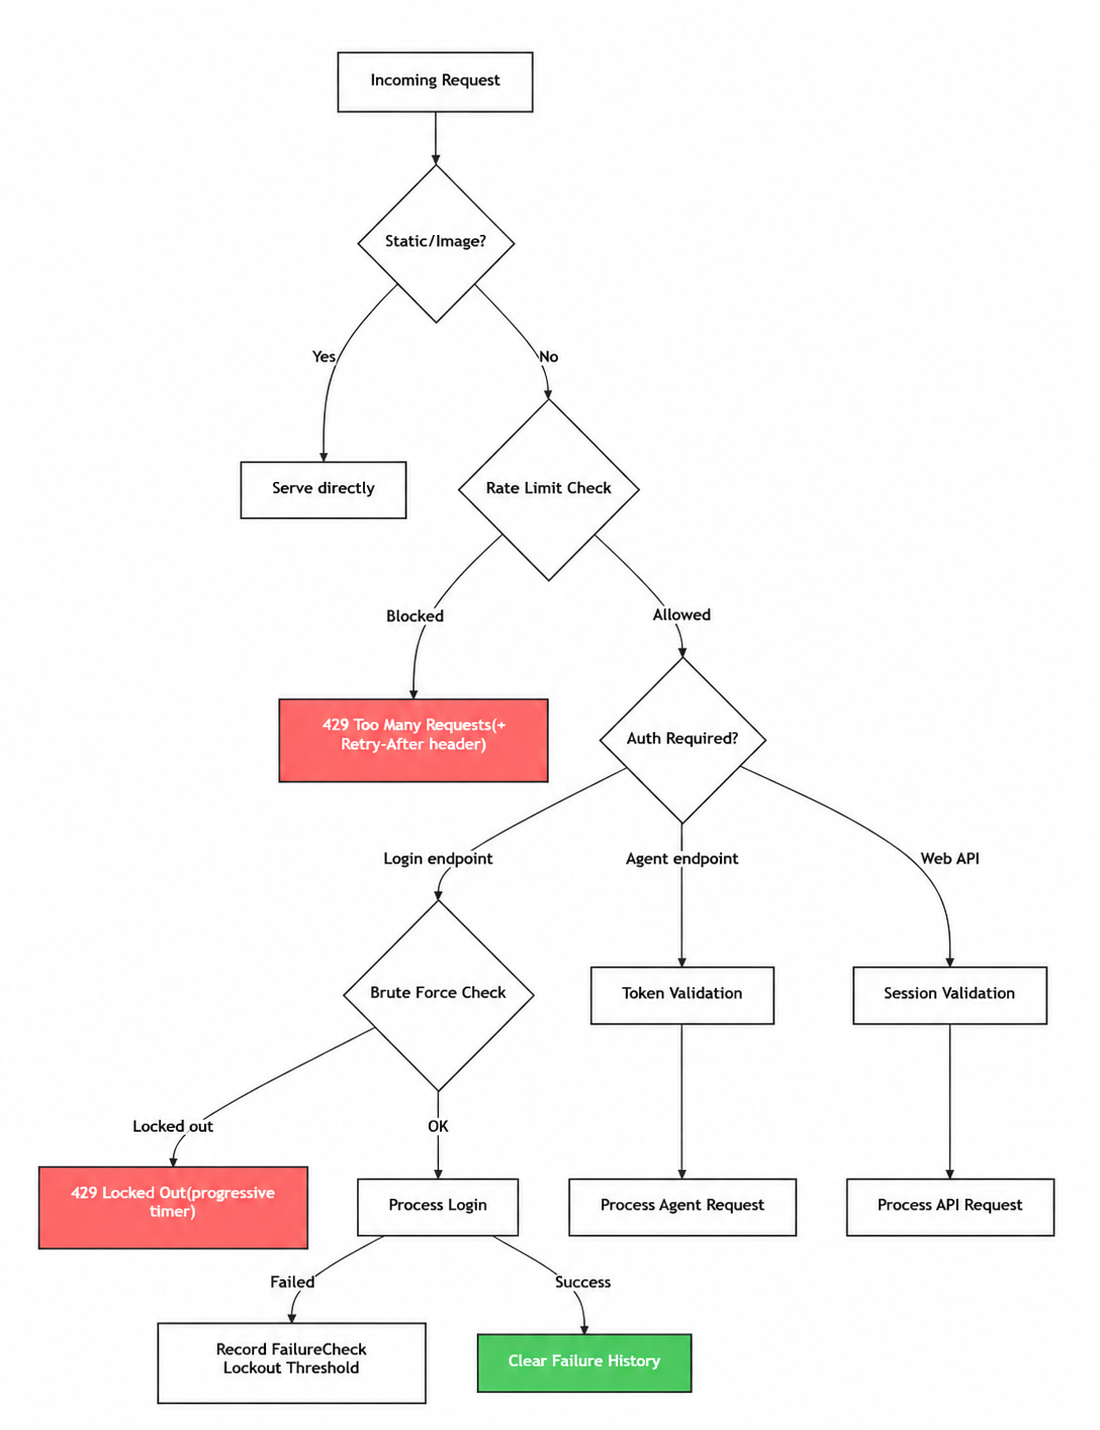 Incoming Request
Static/Image?
Yes
No
Serve directly
Rate Limit Check
Blocked
Allowed
429 Too Many Requests(+
Retry-After header)
Auth Required?
Login endpoint
Agent endpoint
Web API
Brute Force Check
Token Validation
Session Validation
Locked out
OK
429 Locked Out(progressive
timer)
Process Login
Process Agent Request
Process API Request
Failed
Success
Record FailureCheck
Lockout Threshold
Clear Failure History